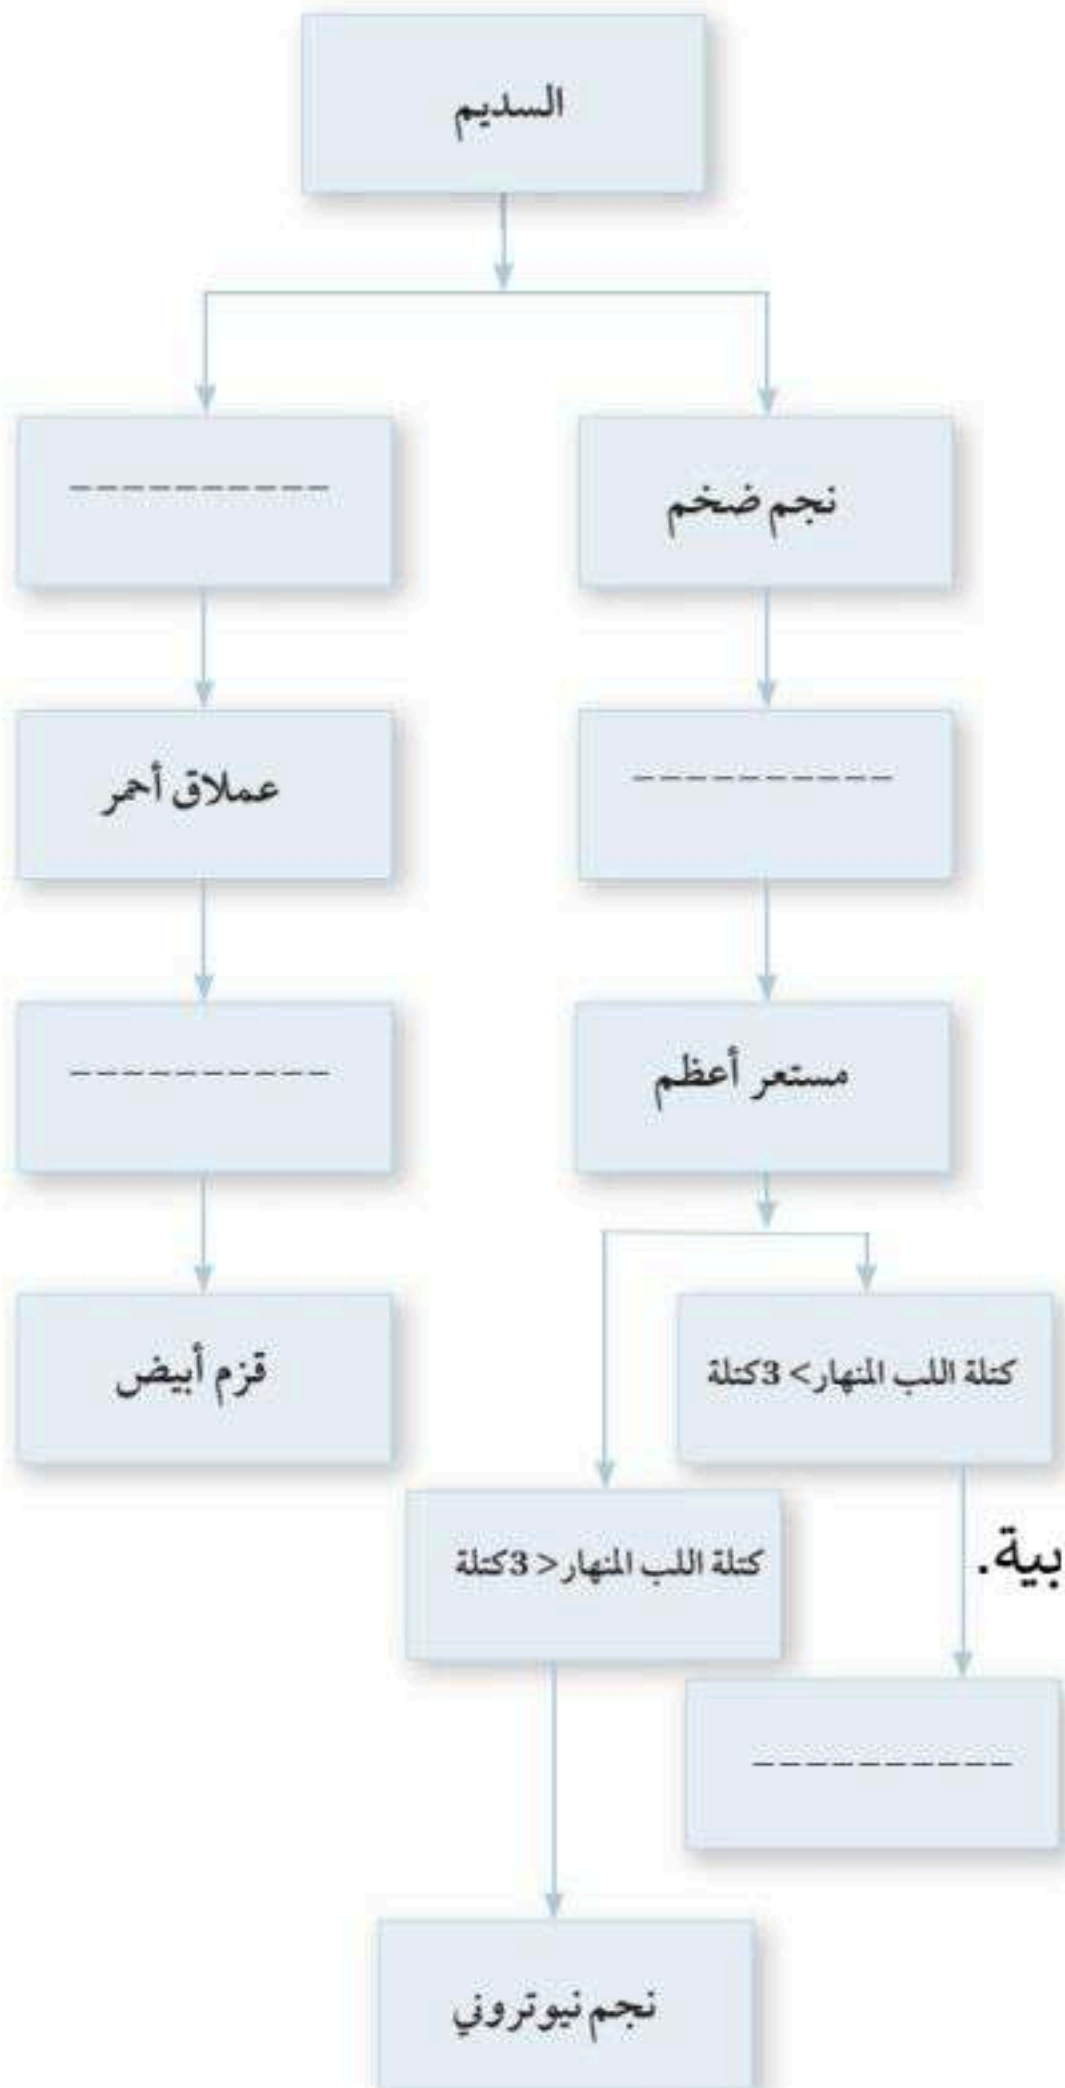 السديم
نجم ضخم
----------
عملاق أحمر
----------
مستعر أعظم
----------
قزم أبيض
كتلة اللب المنهار> 3كتلة
كتلة اللب المنهار< 3كتلة
بية.
----------
نجم نيوتروني